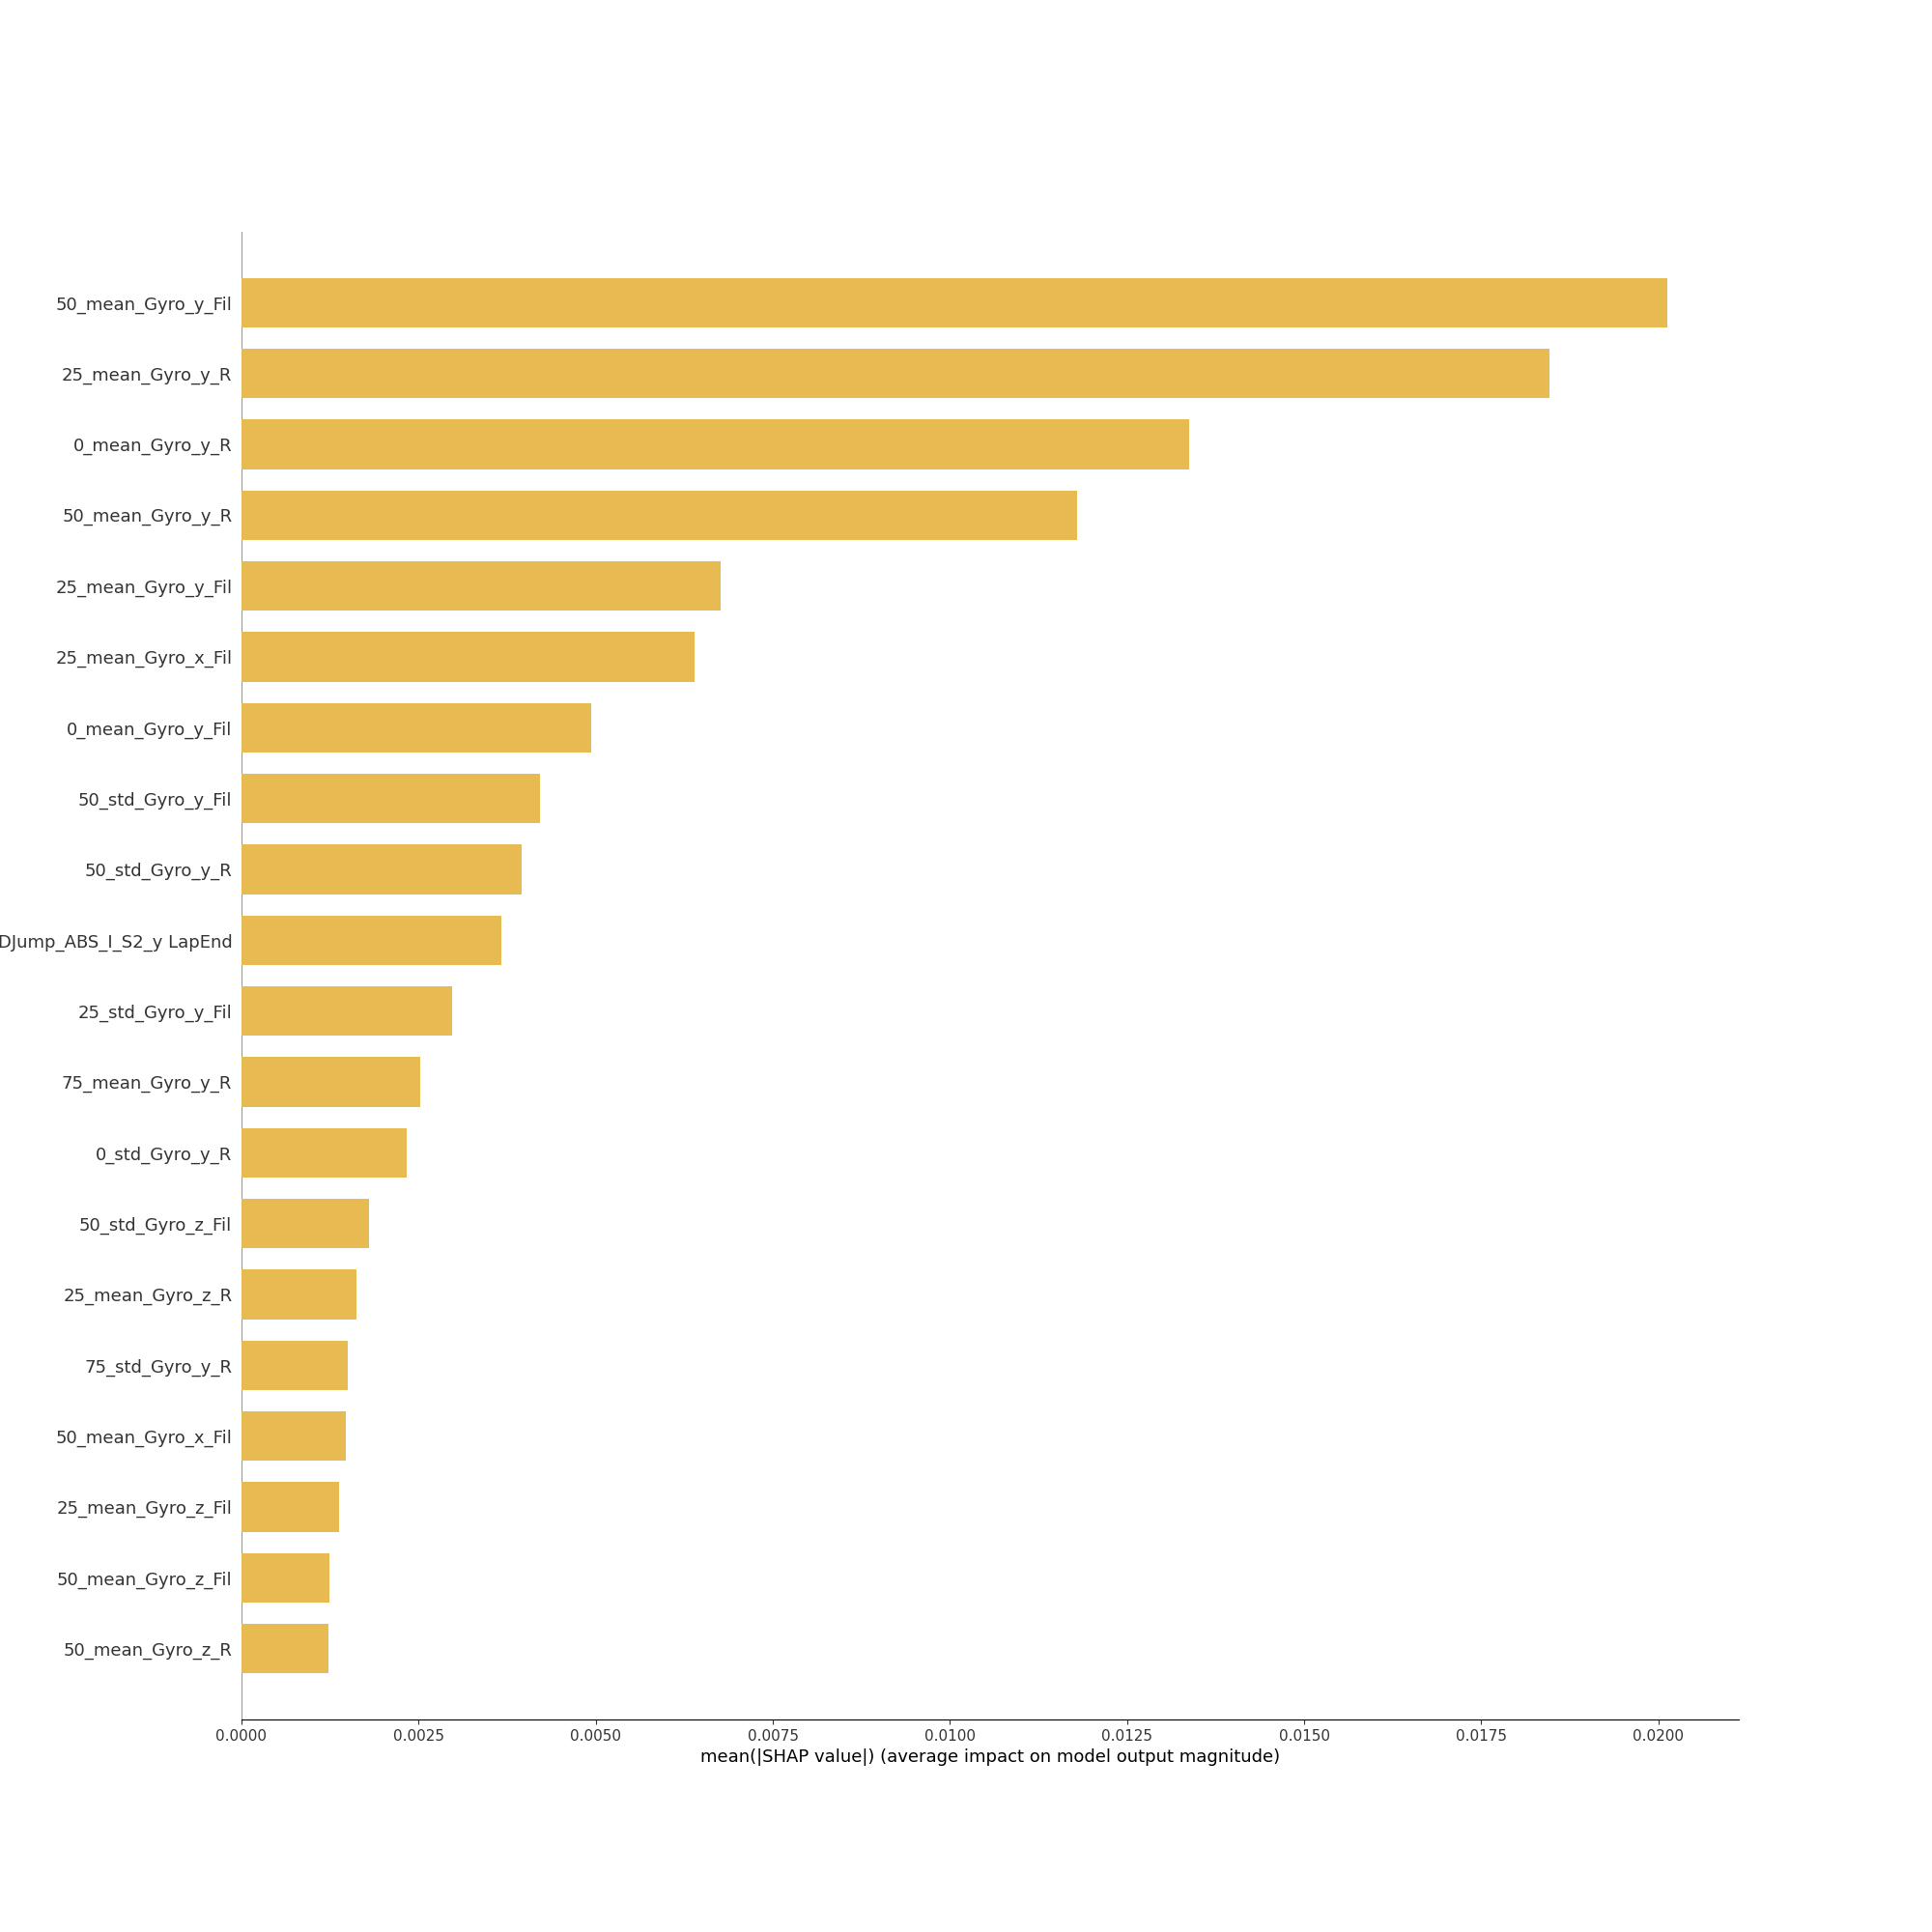 50_mean_Gyro_y_Fil
25_mean_Gyro_y_R
0_mean_Gyro_y_R
50_mean_Gyro_y_R
25_mean_Gyro_y_Fil
25_mean_Gyro_x_Fil
0_mean_Gyro_y_Fil
50_std_Gyro_y_Fil
50_std_Gyro_y_R
DJump_ABS_I_S2_y LapEnd
25_std_Gyro_y_Fil
75_mean_Gyro_y_R
0_std_Gyro_y_R
50_std_Gyro_z_Fil
25_mean_Gyro_z_R
75_std_Gyro_y_R
50_mean_Gyro_x_Fil
25_mean_Gyro_z_Fil
50_mean_Gyro_z_Fil
50_mean_Gyro_z_R
0.0000 0.0025 0.0050 0.0075 0.0100 0.0125 0.0150 0.0175 0.0200
mean(|SHAP value|) (average impact on model output magnitude)